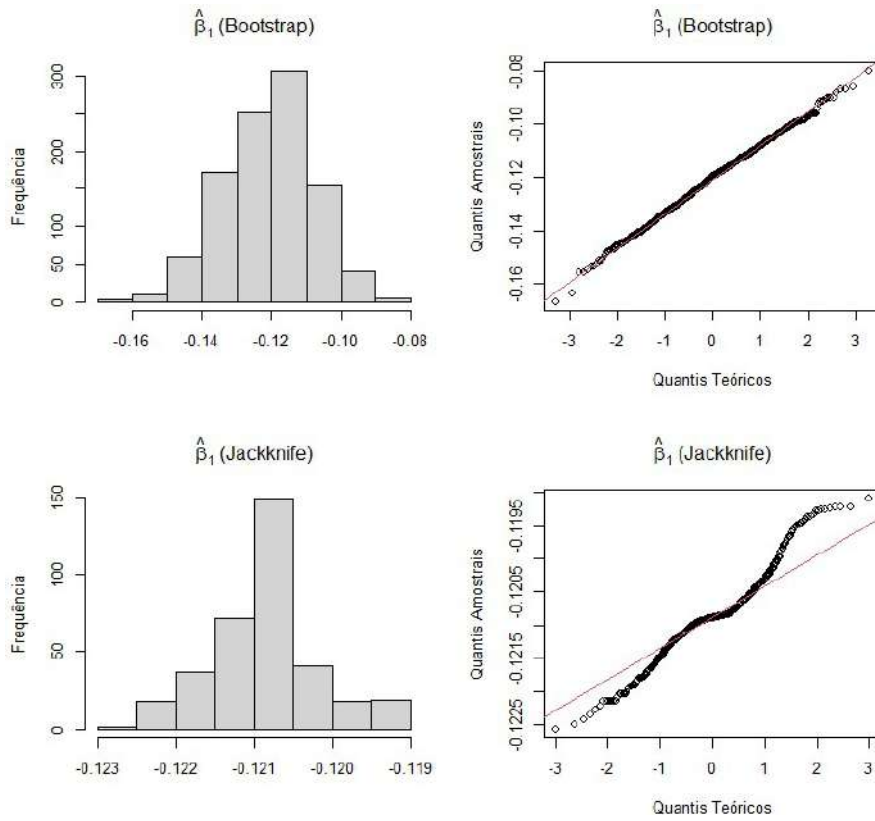 β̂₁ (Bootstrap)
Frequência
0 50 100 200 300
-0.16 -0.14 -0.12 -0.10 -0.08
β̂₁ (Bootstrap)
Quantis Amostrais
-0.16 -0.14 -0.12 -0.10 -0.08
-3 -2 -1 0 1 2 3
Quantis Teóricos
β̂₁ (Jackknife)
Frequência
0 50 100 150
-0.123 -0.122 -0.121 -0.120 -0.119
β̂₁ (Jackknife)
Quantis Amostrais
-0.1225 -0.1215 -0.1205 -0.1195
-3 -2 -1 0 1 2 3
Quantis Teóricos